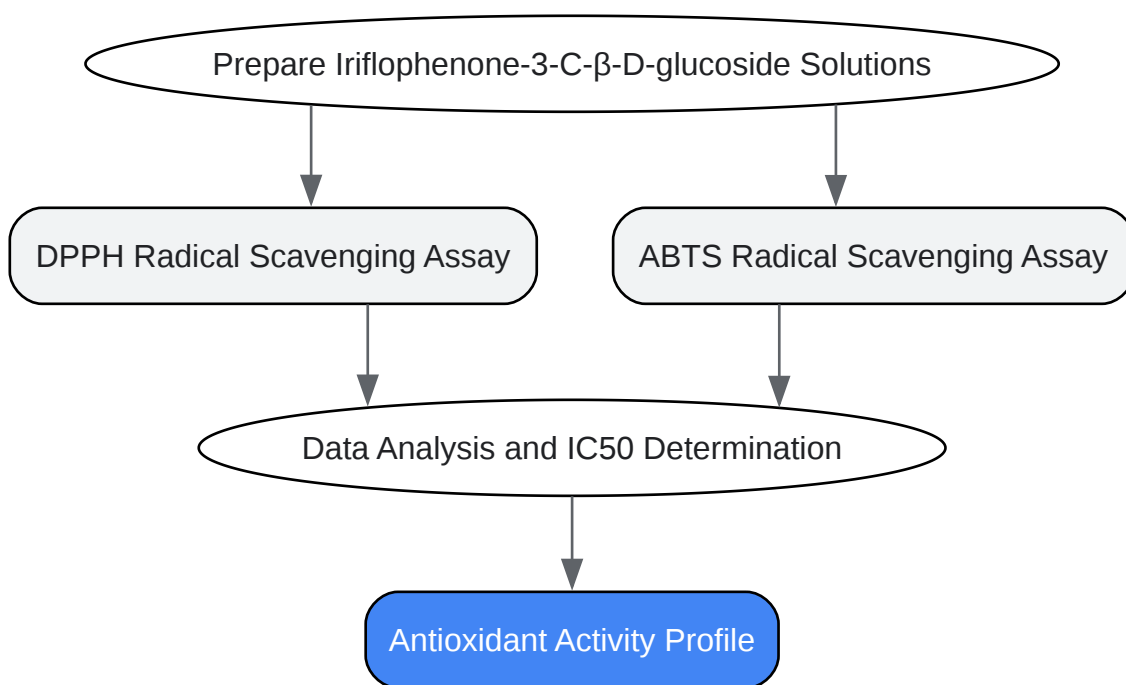 Prepare Iriflophenone-3-C-β-D-glucoside Solutions
DPPH Radical Scavenging Assay
ABTS Radical Scavenging Assay
Data Analysis and IC50 Determination
Antioxidant Activity Profile